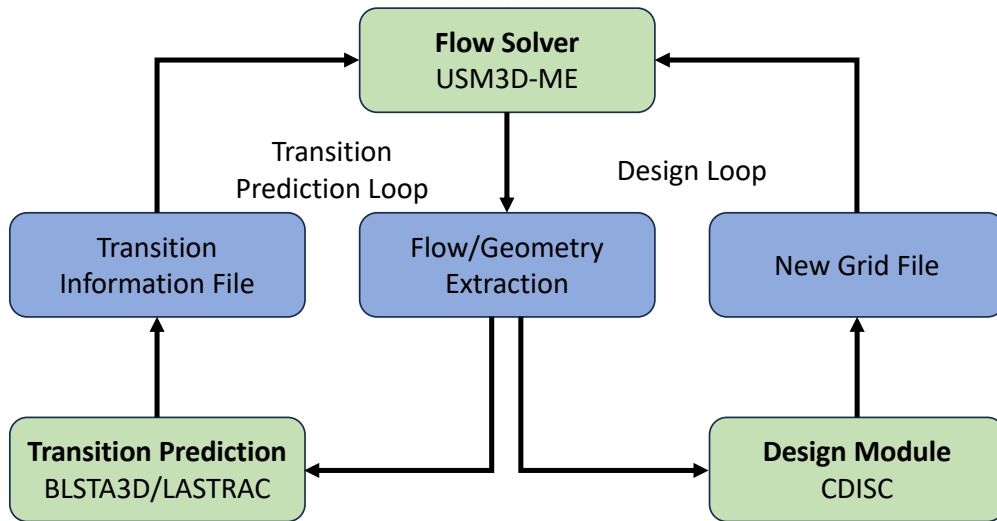 Flow Solver
USM3D-ME
Transition
Prediction Loop
Design Loop
Transition
Information File
Flow/Geometry
Extraction
New Grid File
Transition Prediction
BLSTA3D/LASTRAC
Design Module
CDISC